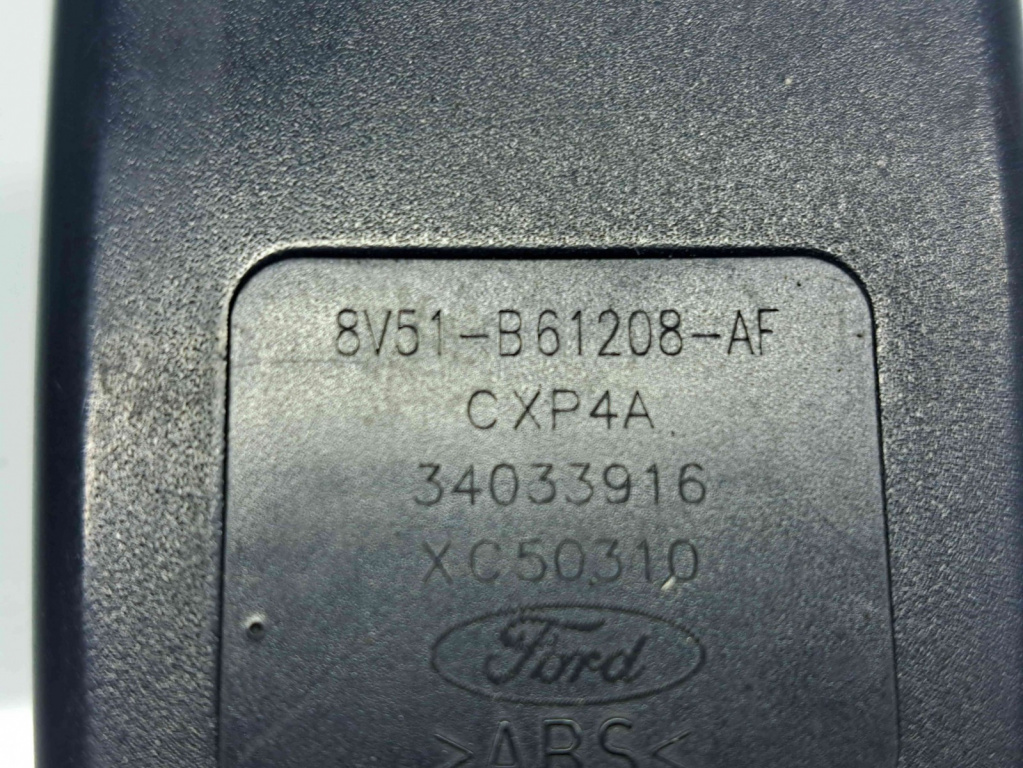 8V51-B61208-AF
CXP4A
34033916
XC50310
Ford
>ABS<